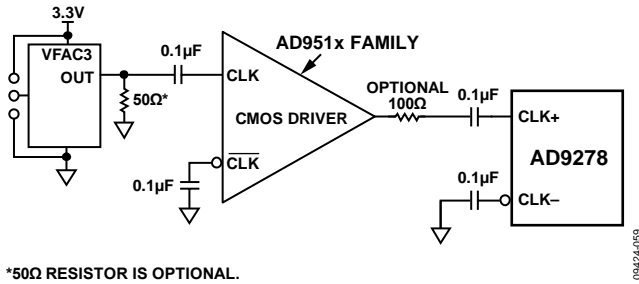 3.3V
VFAC3
OUT
50Ω*
0.1µF
CLK
AD951x FAMILY
CMOS DRIVER
CLK
0.1µF
OPTIONAL
100Ω
0.1µF
CLK+
AD9278
0.1µF
CLK–
*50Ω RESISTOR IS OPTIONAL.
09424-059